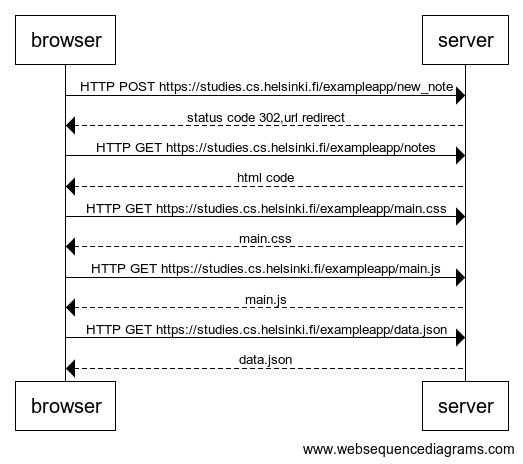 browser server
HTTP POST https://studies.cs.helsinki.fi/exampleapp/new_note
status code 302,url redirect
HTTP GET https://studies.cs.helsinki.fi/exampleapp/notes
html code
HTTP GET https://studies.cs.helsinki.fi/exampleapp/main.css
main.css
HTTP GET https://studies.cs.helsinki.fi/exampleapp/main.js
main.js
HTTP GET https://studies.cs.helsinki.fi/exampleapp/data.json
data.json
browser server
www.websequencediagrams.com